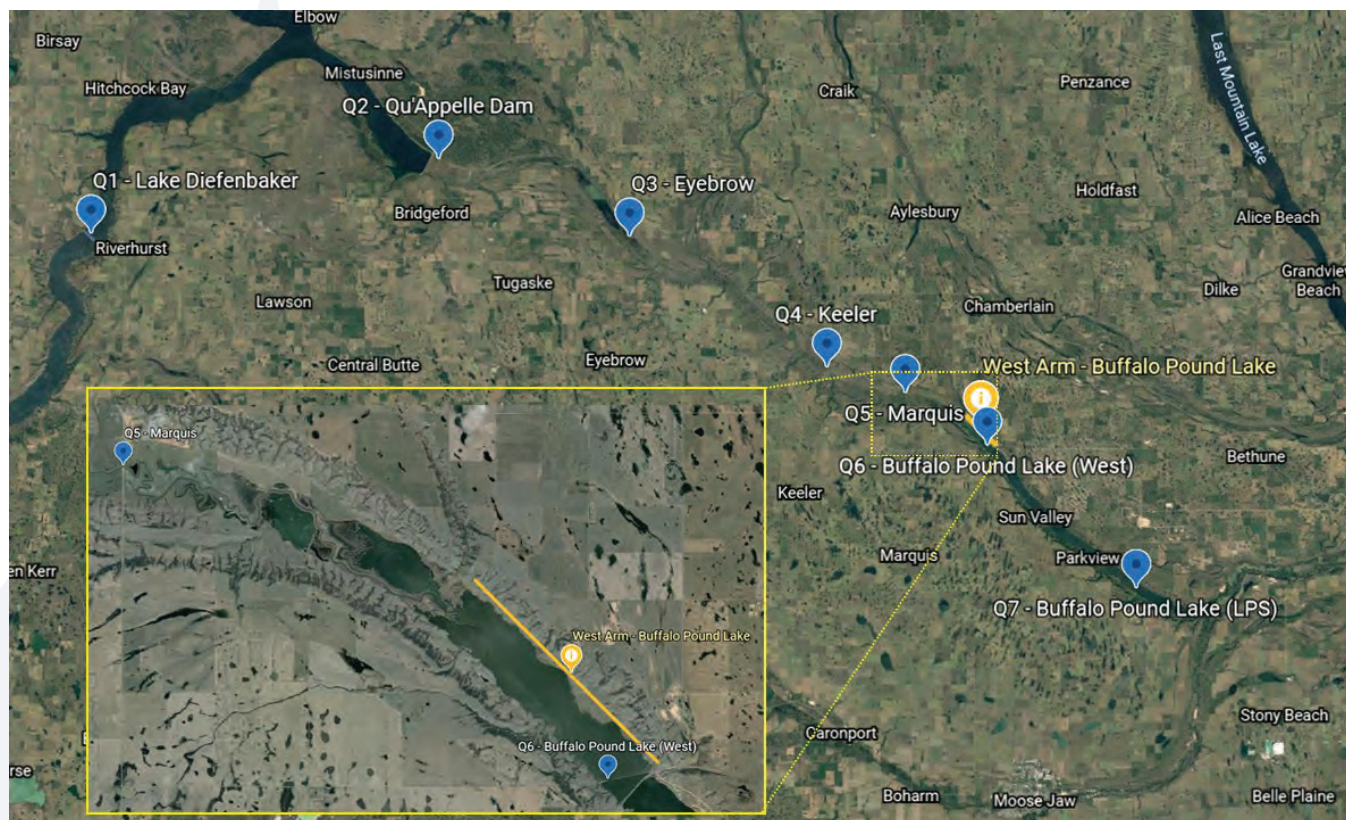 Elbow
Birsay
Mistusinne
Hitchcock Bay
Craik
Penzance
Last Mountain Lake
Q2 - Qu'Appelle Dam
Q1 - Lake Diefenbaker
Q3 - Eyebrow
Holdfast
Bridgeford
Aylesbury
Alice Beach
Riverhurst
Grandview
Beach
Tugaske
Dilke
Lawson
Chamberlain
Q4 - Keeler
Eyebrow
Central Butte
West Arm - Buffalo Pound Lake
Q5 - Marquis
Q5 - Marquis
Q6 - Buffalo Pound Lake (West)
Bethune
Keeler
Sun Valley
Marquis
Parkview
en Kerr
Q7 - Buffalo Pound Lake (LPS)
West Arm - Buffalo Pound Lake
Q6 - Buffalo Pound Lake (West)
Caronport
Stony Beach
rse
Boharm
Moose Jaw
Belle Plaine